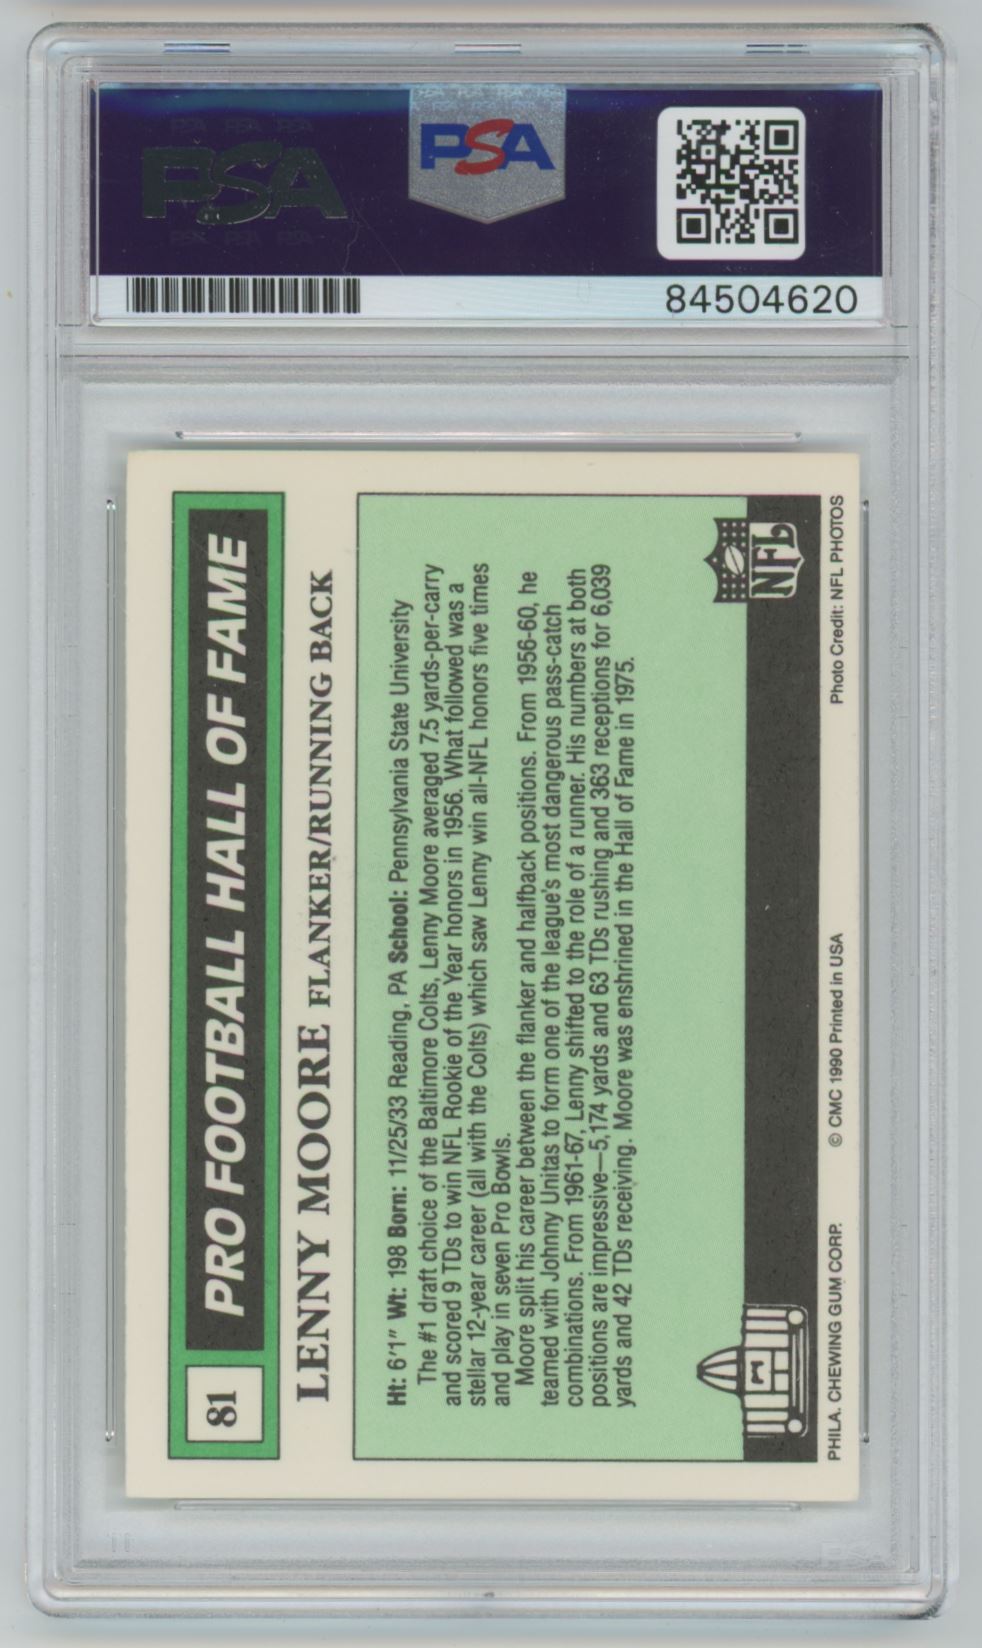 PSA PSA PSA
PSA
PSA PSA PSA
PSA
84504620
81 PRO FOOTBALL HALL OF FAME
LENNY MOORE FLANKER/RUNNING BACK
Ht: 6'1" Wt: 198 Born: 11/25/33 Reading, PA School: Pennsylvania State University
The #1 draft choice of the Baltimore Colts, Lenny Moore averaged 7.5 yards-per-carry
and scored 9 TDs to win NFL Rookie of the Year honors in 1956. What followed was a
stellar 12-year career (all with the Colts) which saw Lenny win all-NFL honors five times
and play in seven Pro Bowls.
Moore split his career between the flanker and halfback positions. From 1956-60, he
teamed with Johnny Unitas to form one of the league's most dangerous pass-catch
combinations. From 1961-67, Lenny shifted to the role of a runner. His numbers at both
positions are impressive—5,174 yards and 63 TDs rushing and 363 receptions for 6,039
yards and 42 TDs receiving. Moore was enshrined in the Hall of Fame in 1975.
NFL
PHILA. CHEWING GUM CORP. © CMC 1990 Printed in USA Photo Credit: NFL PHOTOS